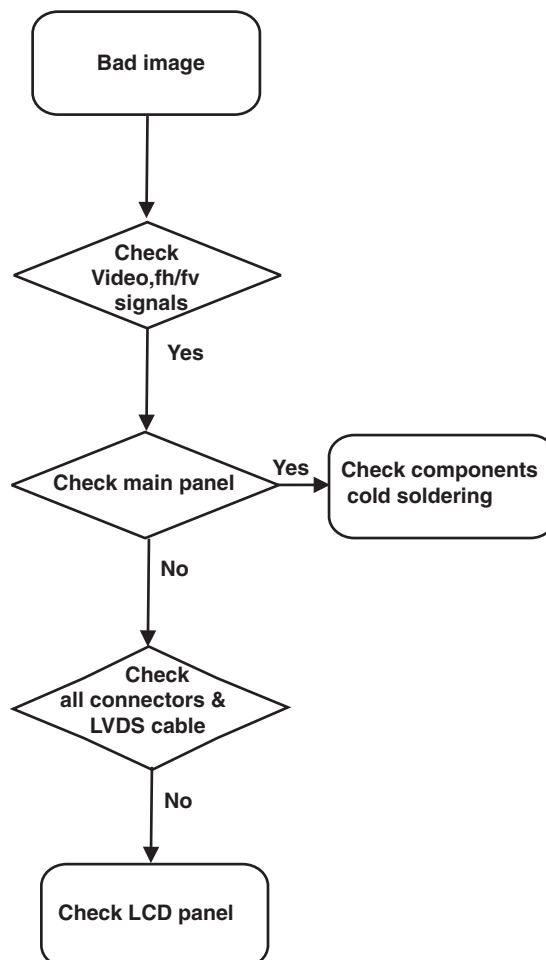 Bad image
Check
Video,fh/fv
signals
Yes
Check main panel
Yes
Check components
cold soldering
No
Check
all connectors &
LVDS cable
No
Check LCD panel